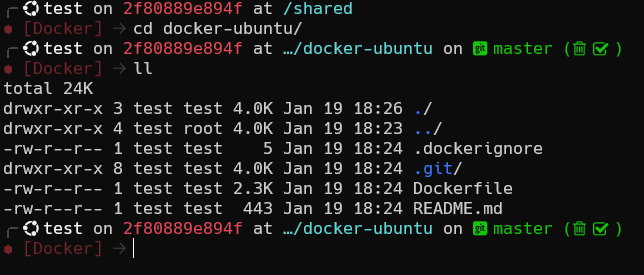 test on 2f80889e894f at /shared
[Docker] → cd docker-ubuntu/
test on 2f80889e894f at …/docker-ubuntu on git master ( )
[Docker] → ll
total 24K
drwxr-xr-x 3 test test 4.0K Jan 19 18:26 ./
drwxr-xr-x 4 test root 4.0K Jan 19 18:23 ../
-rw-r--r-- 1 test test    5 Jan 19 18:24 .dockerignore
drwxr-xr-x 8 test test 4.0K Jan 19 18:24 .git/
-rw-r--r-- 1 test test 2.3K Jan 19 18:24 Dockerfile
-rw-r--r-- 1 test test  443 Jan 19 18:24 README.md
test on 2f80889e894f at …/docker-ubuntu on git master ( )
[Docker] →